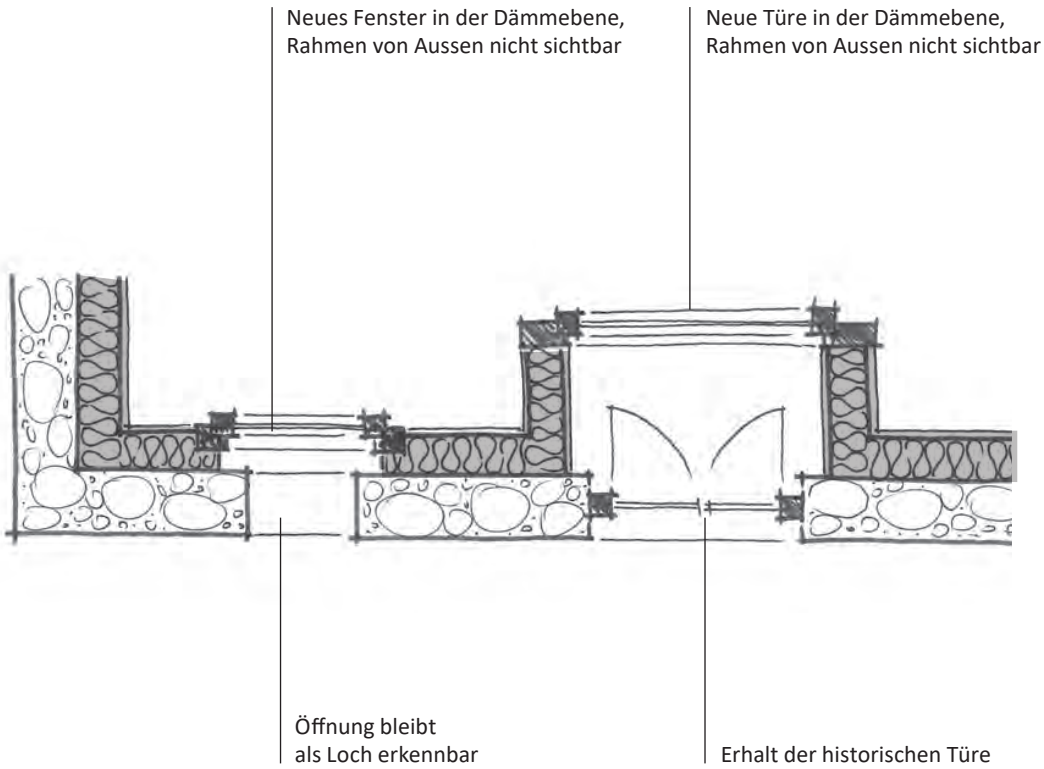 Neues Fenster in der Dämmebene,
Rahmen von Aussen nicht sichtbar
Neue Türe in der Dämmebene,
Rahmen von Aussen nicht sichtbar
Öffnung bleibt
als Loch erkennbar
Erhalt der historischen Türe